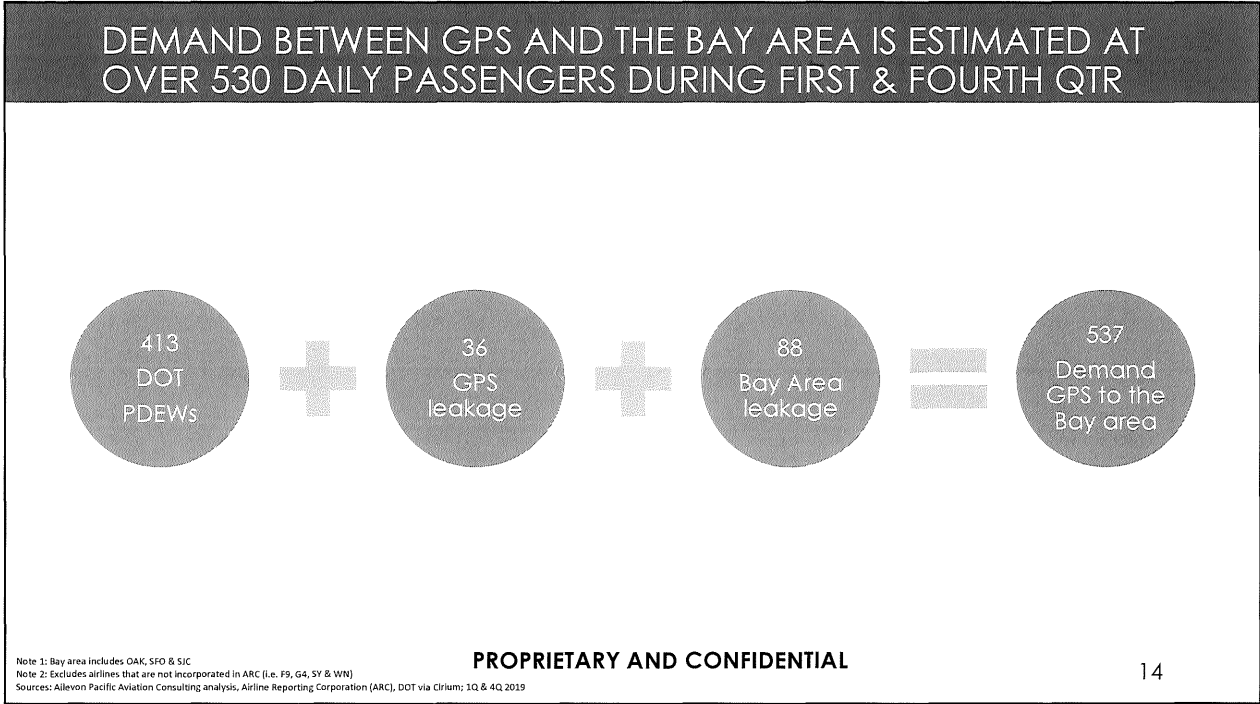 DEMAND BETWEEN GPS AND THE BAY AREA IS ESTIMATED AT
OVER 530 DAILY PASSENGERS DURING FIRST & FOURTH QTR
413
DOT
PDEWs
36
GPS
leakage
88
Bay Area
leakage
537
Demand
GPS to the
Bay area
Note 1: Bay area includes OAK, SFO & SJC
Note 2: Excludes airlines that are not incorporated in ARC (i.e. F9, G4, SY & WN)
Sources: Ailevon Pacific Aviation Consulting analysis, Airline Reporting Corporation (ARC), DOT via Cirium; 1Q & 4Q 2019
PROPRIETARY AND CONFIDENTIAL
14